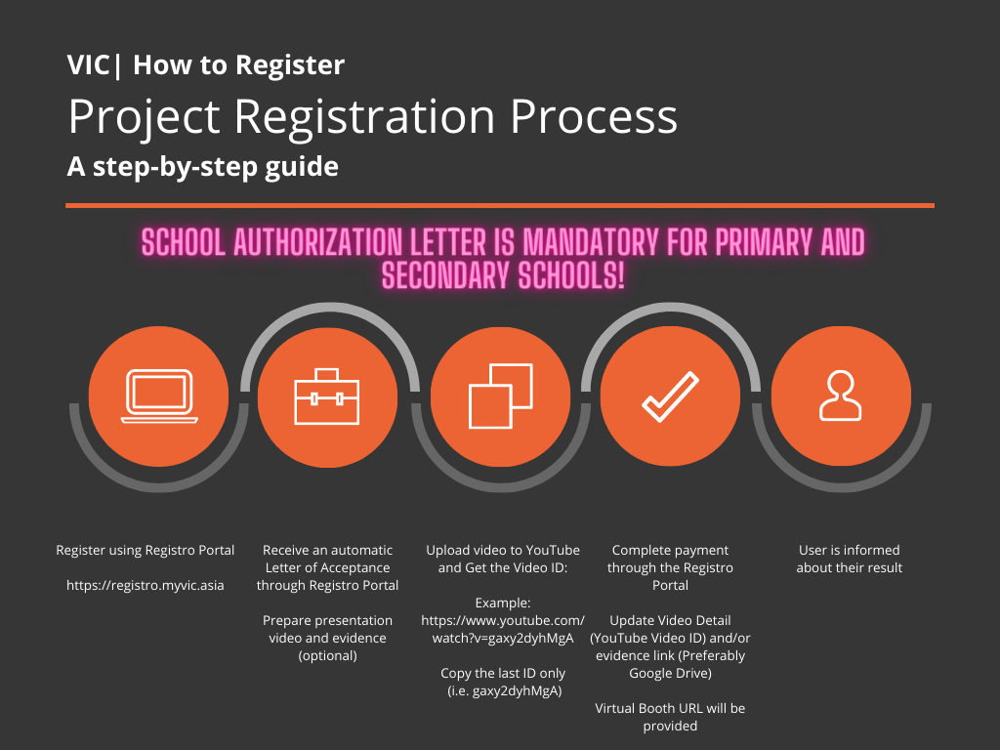 VIC| How to Register
Project Registration Process
A step-by-step guide
SCHOOL AUTHORIZATION LETTER IS MANDATORY FOR PRIMARY AND
SECONDARY SCHOOLS!
Register using Registro Portal
https://registro.myvic.asia
Receive an automatic
Letter of Acceptance
through Registro Portal
Prepare presentation
video and evidence
(optional)
Upload video to YouTube
and Get the Video ID:
Example:
https://www.youtube.com/
watch?v=gaxy2dyhMgA
Copy the last ID only
(i.e. gaxy2dyhMgA)
Complete payment
through the Registro
Portal
Update Video Detail
(YouTube Video ID) and/or
evidence link (Preferably
Google Drive)
Virtual Booth URL will be
provided
User is informed
about their result